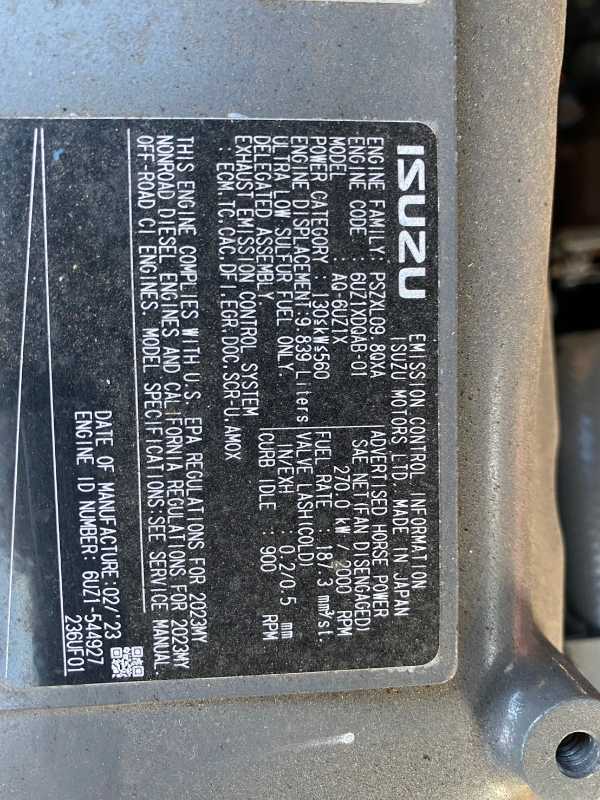 ISUZU
EMISSION CONTROL INFORMATION
ISUZU MOTORS LTD. MADE IN JAPAN
ENGINE FAMILY: PSZXL09.8QXA
ENGINE CODE : 6UZ1XDQAB-01
MODEL : AQ-6UZ1X
POWER CATEGORY : 130≤kW≤560
ENGINE DISPLACEMENT:9.839 Liters
ULTRA LOW SULFUR FUEL ONLY.
DELEGATED ASSEMBLY.
EXHAUST EMISSION CONTROL SYSTEM
: ECM.TC.CAC.DFI.EGR.DOC.SCR-U.AMOX
ADVERTISED HORSE POWER
SAE NET(FAN DISENGAGED)
270.0 kW / 2000 RPM
FUEL RATE : 187.3 mm³/st.
VALVE LASH(COLD)
IN/EXH : 0.2/0.5 mm
CURB IDLE : 900 RPM
THIS ENGINE COMPLIES WITH U.S. EPA REGULATIONS FOR 2023MY
NONROAD DIESEL ENGINES AND CALIFORNIA REGULATIONS FOR 2023MY
OFF-ROAD CI ENGINES. MODEL SPECIFICATIONS:SEE SERVICE MANUAL.
DATE OF MANUFACTURE:02/'23
ENGINE ID NUMBER: 6UZ1-544927
236UF01